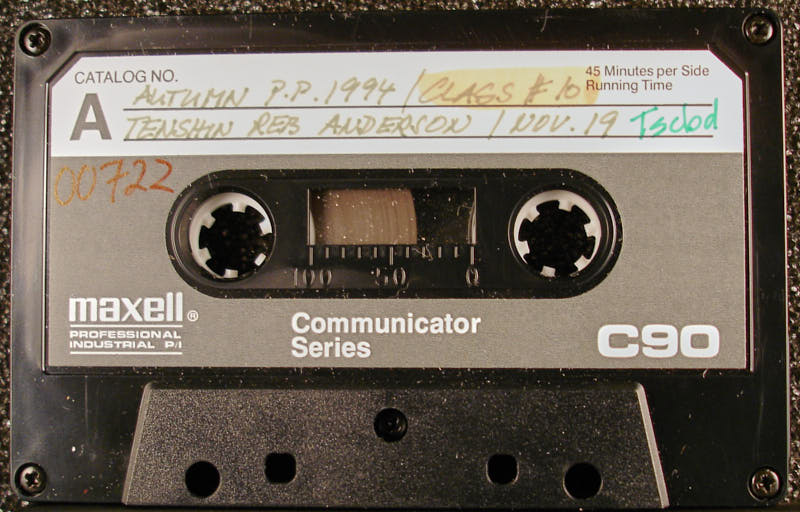 CATALOG NO.
A
AUTUMN P.P. 1994 / CLASS #10
45 Minutes per Side
Running Time
TENSHIN REB ANDERSON / NOV. 19
00722
100 50 0
maxell®
PROFESSIONAL
INDUSTRIAL P/I
Communicator
Series
C90